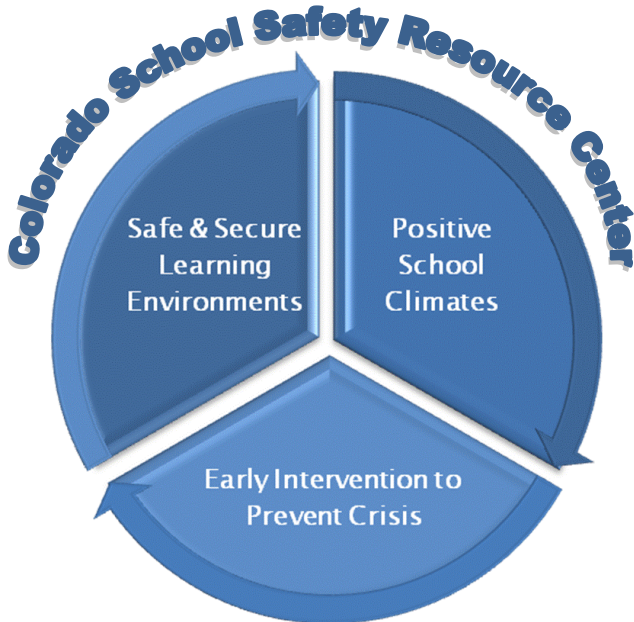 Colorado School Safety Resource Center
Safe & Secure
Learning
Environments
Positive
School
Climates
Early Intervention to
Prevent Crisis